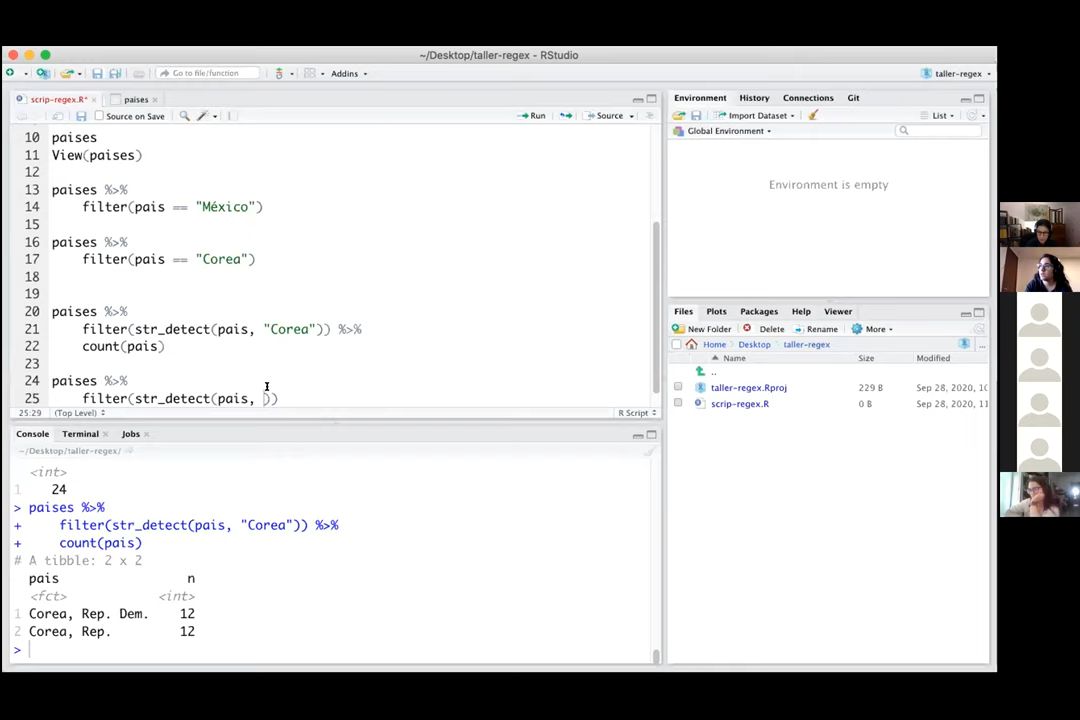 ~/Desktop/taller-regex - RStudio
Go to file/function
Addins
taller-regex
scrip-regex.R*
paises
Source on Save
Run
Source
10 paises
11 View(paises)
12
13 paises %>%
14 filter(pais == "México")
15
16 paises %>%
17 filter(pais == "Corea")
18
19
20 paises %>%
21 filter(str_detect(pais, "Corea")) %>%
22 count(pais)
23
24 paises %>%
25 filter(str_detect(pais, ))
25:29 (Top Level) R Script
Console Terminal Jobs
~/Desktop/taller-regex/
<int>
1 24
> paises %>%
+ filter(str_detect(pais, "Corea")) %>%
+ count(pais)
# A tibble: 2 x 2
pais n
<fct> <int>
1 Corea, Rep. Dem. 12
2 Corea, Rep. 12
>
Environment History Connections Git
Import Dataset List
Global Environment
Environment is empty
Files Plots Packages Help Viewer
New Folder Delete Rename More
Home Desktop taller-regex ...
Name Size Modified
..
taller-regex.Rproj 229 B Sep 28, 2020, 10
scrip-regex.R 0 B Sep 28, 2020, 11